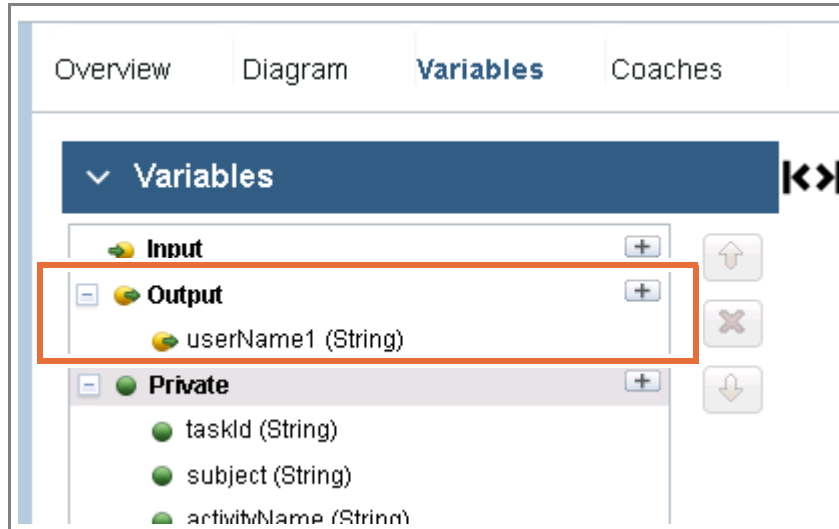 Overview Diagram Variables Coaches
Variables
Input
Output
userName1 (String)
Private
taskId (String)
subject (String)
activityName (String)